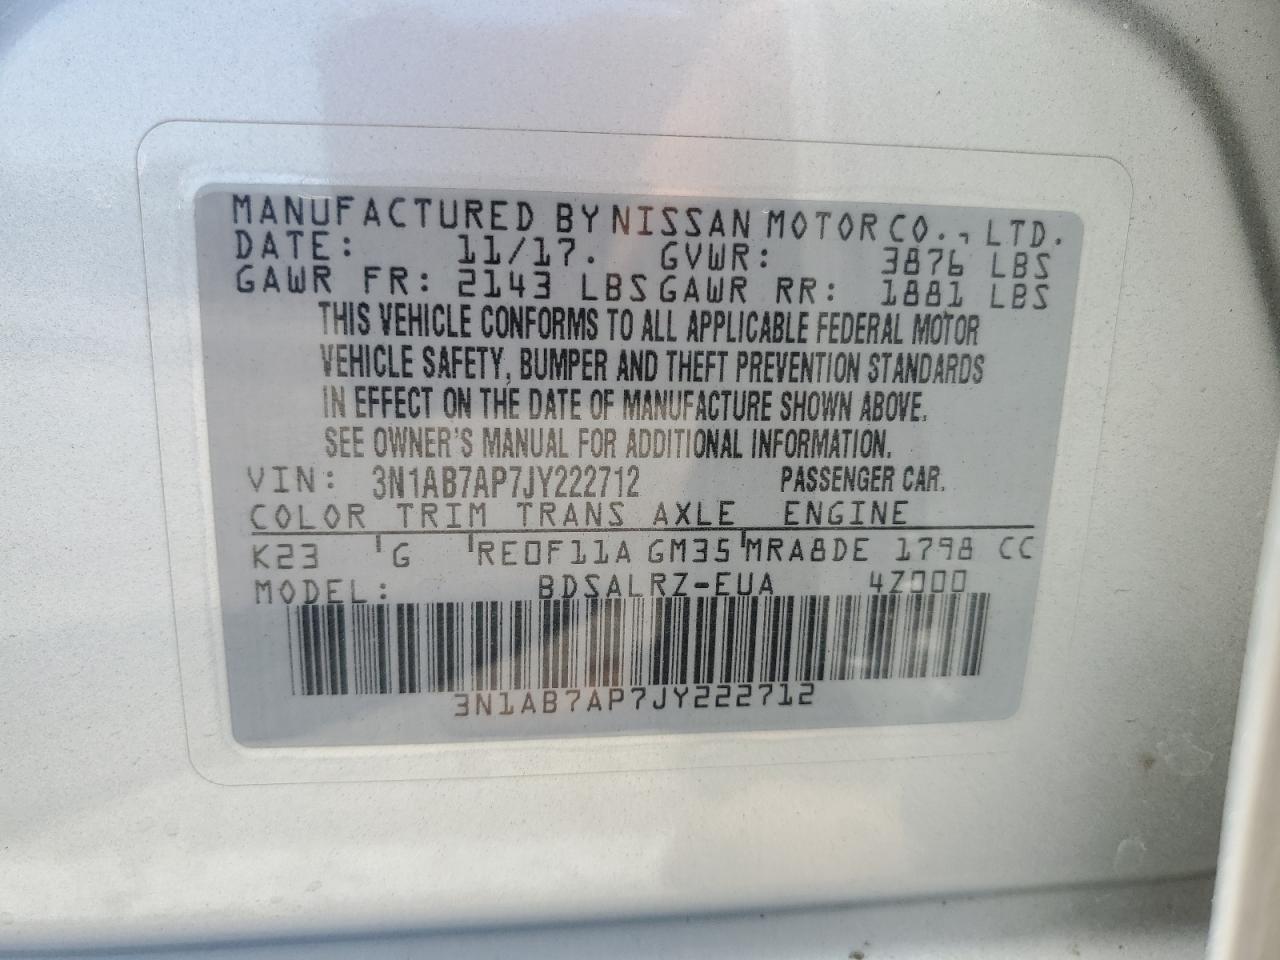 MANUFACTURED BY NISSAN MOTOR CO., LTD.
DATE: 11/17. GVWR: 3876 LBS
GAWR FR: 2143 LBS GAWR RR: 1881 LBS
THIS VEHICLE CONFORMS TO ALL APPLICABLE FEDERAL MOTOR
VEHICLE SAFETY, BUMPER AND THEFT PREVENTION STANDARDS
IN EFFECT ON THE DATE OF MANUFACTURE SHOWN ABOVE.
SEE OWNER'S MANUAL FOR ADDITIONAL INFORMATION.
VIN: 3N1AB7AP7JY222712 PASSENGER CAR.
COLOR TRIM TRANS AXLE ENGINE
K23 G RE0F11A GM35 MRA8DE 1798 CC
MODEL: BDSALRZ-EUA 4Z000
3N1AB7AP7JY222712